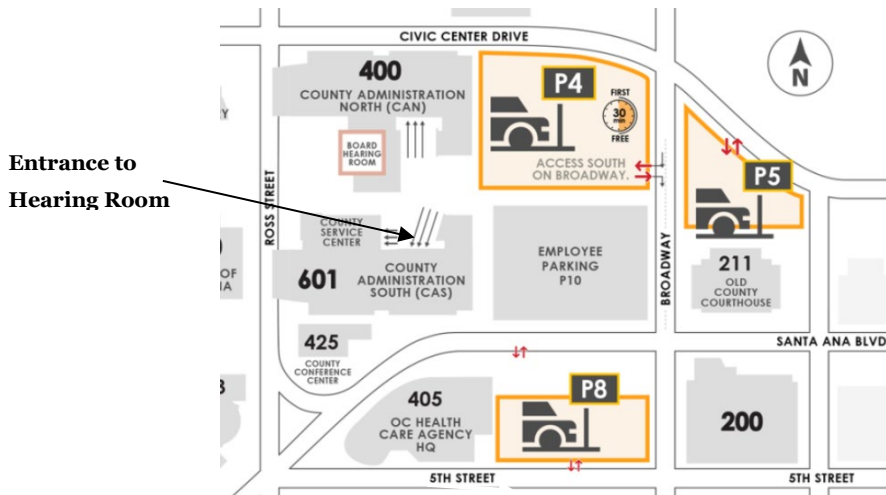 CIVIC CENTER DRIVE
400
COUNTY ADMINISTRATION
NORTH (CAN)
BOARD
HEARING
ROOM
P4
FIRST
30
min
FREE
ACCESS SOUTH
ON BROADWAY.
N
P5
Entrance to
Hearing Room
ROSS STREET
COUNTY
SERVICE
CENTER
601
COUNTY
ADMINISTRATION
SOUTH (CAS)
EMPLOYEE
PARKING
P10
BROADWAY
211
OLD
COUNTY
COURTHOUSE
OF
425
COUNTY
CONFERENCE
CENTER
SANTA ANA BLVD
405
OC HEALTH
CARE AGENCY
HQ
P8
200
5TH STREET
5TH STREET